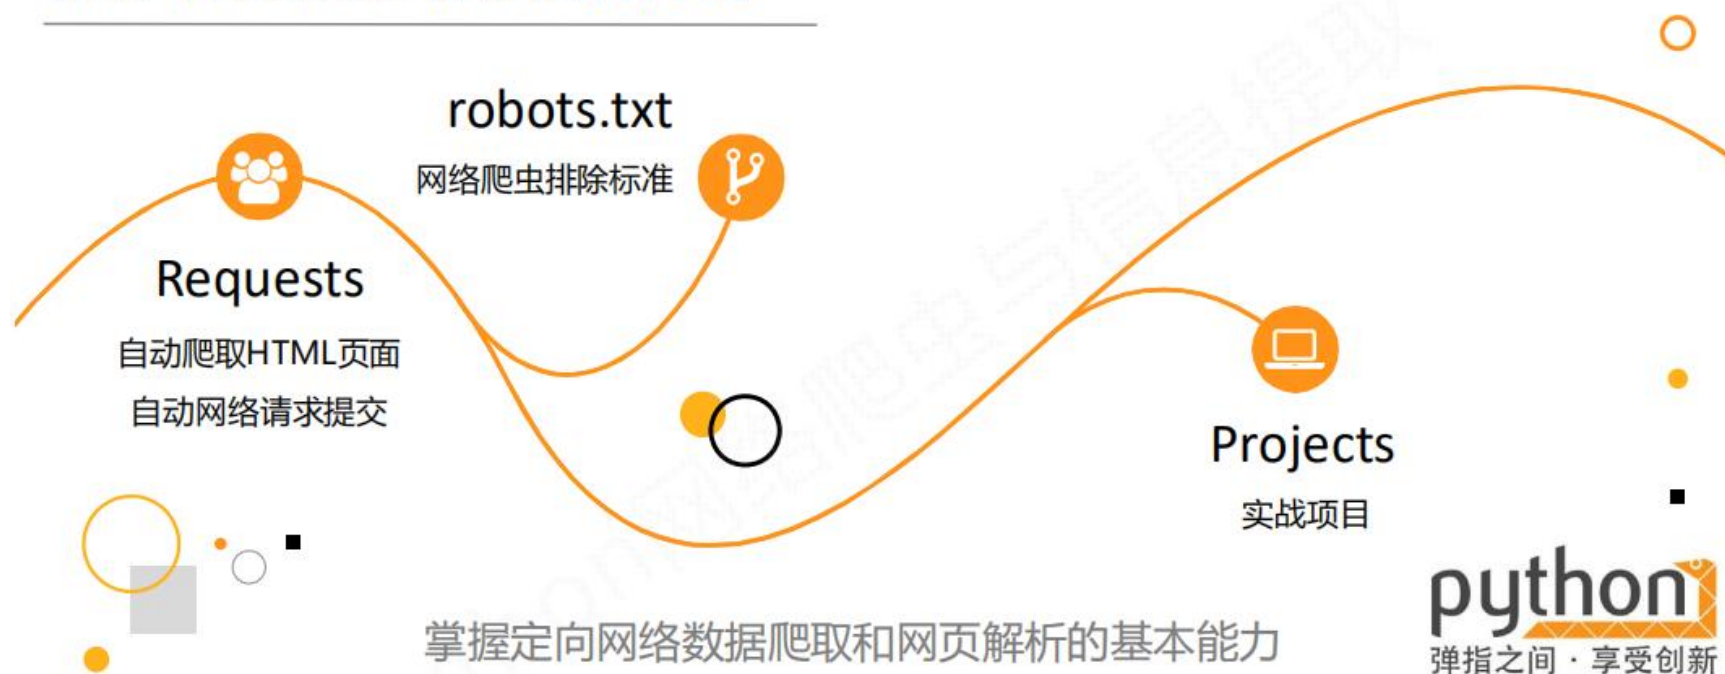 robots.txt
网络爬虫排除标准
Requests
自动爬取HTML页面
自动网络请求提交
Projects
实战项目
掌握定向网络数据爬取和网页解析的基本能力
python
弹指之间 · 享受创新